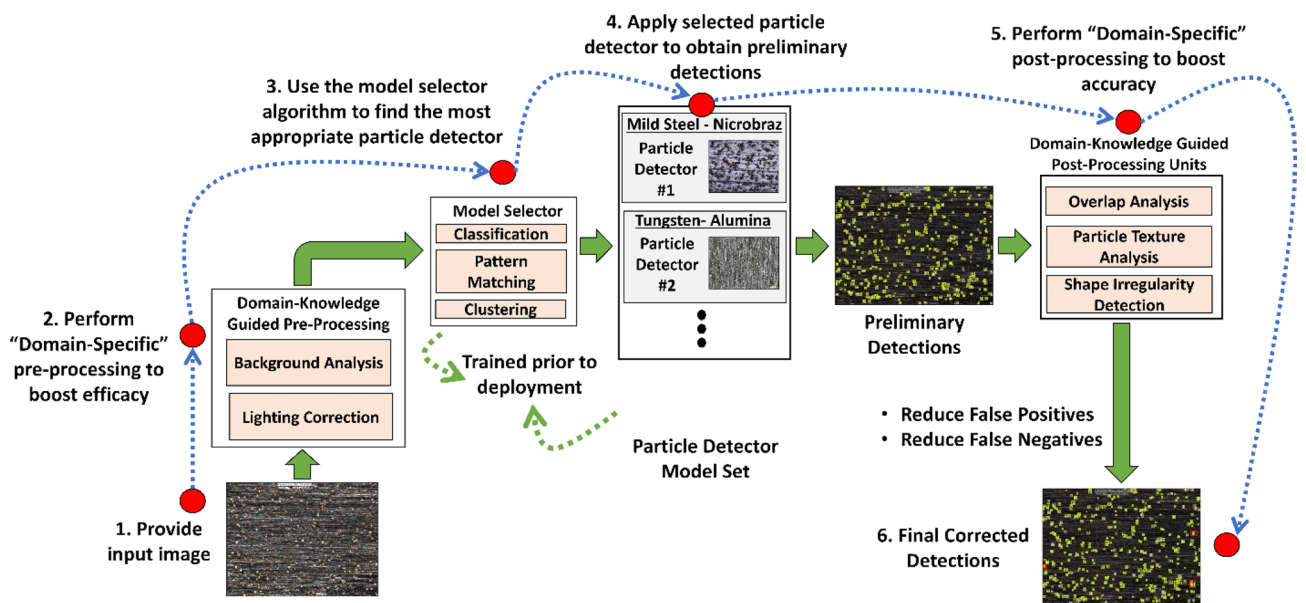 1. Provide
input image
2. Perform
“Domain-Specific”
pre-processing to
boost efficacy
Domain-Knowledge
Guided Pre-Processing
Background Analysis
Lighting Correction
3. Use the model selector
algorithm to find the most
appropriate particle detector
Model Selector
Classification
Pattern
Matching
Clustering
Trained prior to
deployment
Particle Detector
Model Set
4. Apply selected particle
detector to obtain preliminary
detections
Mild Steel - Nicrobraz
Particle
Detector
#1
Tungsten- Alumina
Particle
Detector
#2
Preliminary
Detections
5. Perform “Domain-Specific”
post-processing to boost
accuracy
Domain-Knowledge Guided
Post-Processing Units
Overlap Analysis
Particle Texture
Analysis
Shape Irregularity
Detection
• Reduce False Positives
• Reduce False Negatives
6. Final Corrected
Detections